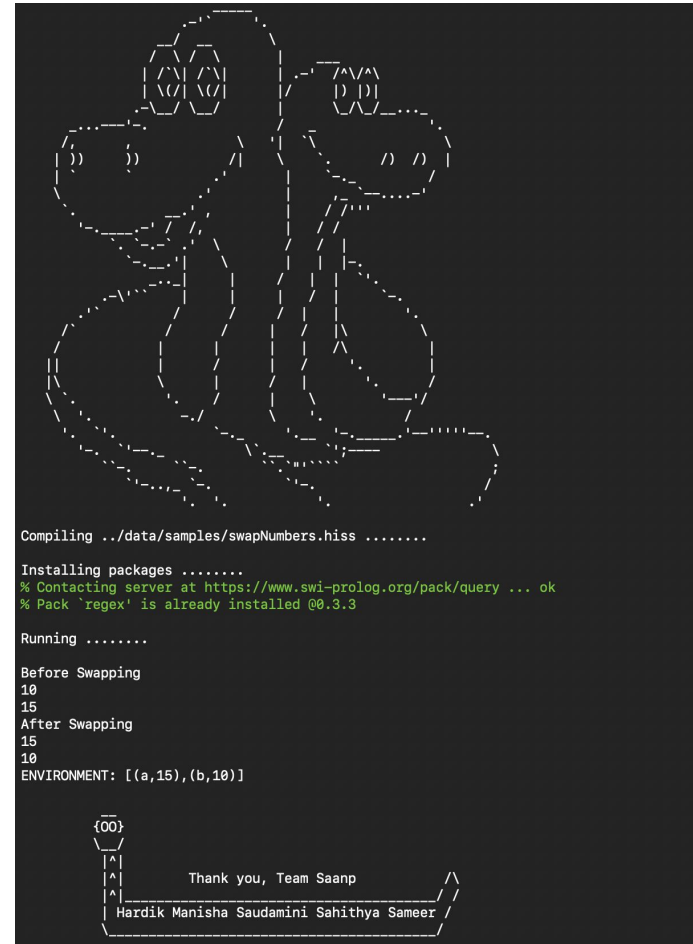 Compiling ../data/samples/swapNumbers.hiss ........
Installing packages ........
% Contacting server at https://www.swi-prolog.org/pack/query ... ok
% Pack `regex' is already installed @0.3.3
Running ........
Before Swapping
10
15
After Swapping
15
10
ENVIRONMENT: [(a,15),(b,10)]
Thank you, Team Saanp
Hardik Manisha Saudamini Sahithya Sameer